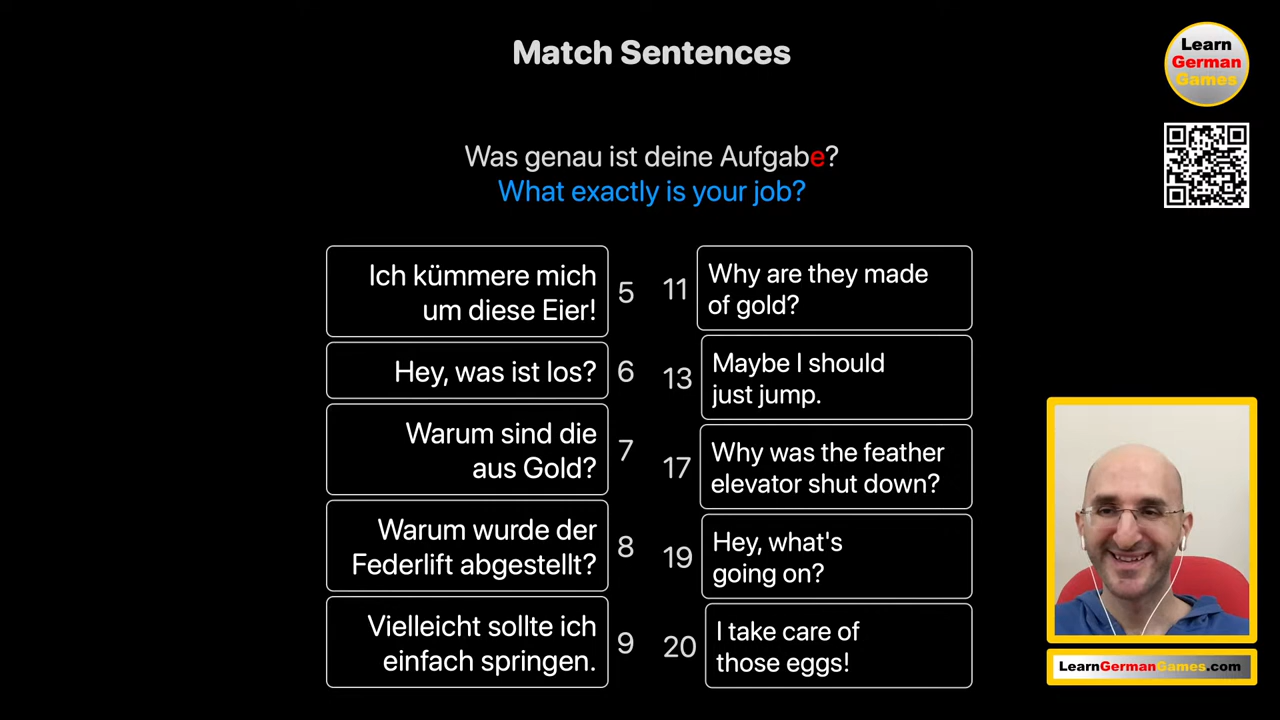 Match Sentences
Learn
German
Games
Was genau ist deine Aufgabe?
What exactly is your job?
Ich kümmere mich
um diese Eier!
5
11
Why are they made
of gold?
Hey, was ist los?
6
13
Maybe I should
just jump.
Warum sind die
aus Gold?
7
17
Why was the feather
elevator shut down?
Warum wurde der
Federlift abgestellt?
8
19
Hey, what's
going on?
Vielleicht sollte ich
einfach springen.
9
20
I take care of
those eggs!
LearnGermanGames.com